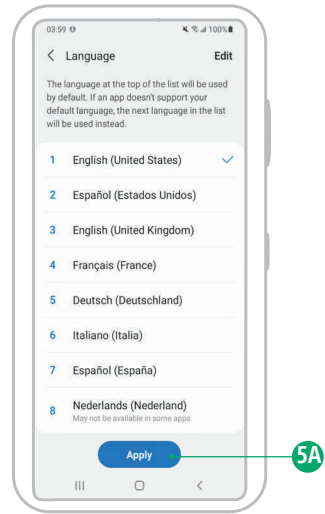 03:59
100%
Language
Edit
The language at the top of the list will be used
by default. If an app doesn't support your
default language, the next language in the list
will be used instead.
1 English (United States)
2 Español (Estados Unidos)
3 English (United Kingdom)
4 Français (France)
5 Deutsch (Deutschland)
6 Italiano (Italia)
7 Español (España)
8 Nederlands (Nederland)
May not be available in some apps
Apply
5A